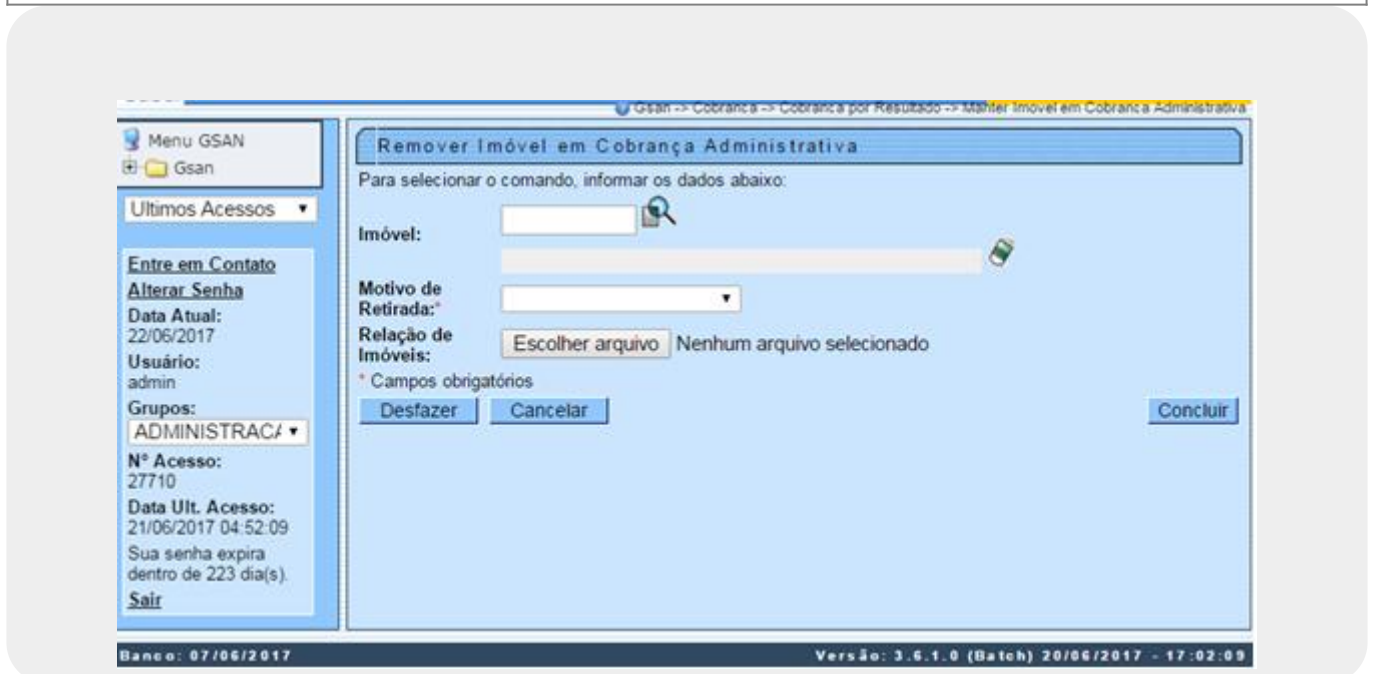 Gsan -> Cobranca -> Cobranca por Resultado -> Manter Imovel em Cobranca Administrativa
Menu GSAN
Gsan
Ultimos Acessos
Entre em Contato
Alterar Senha
Data Atual:
22/06/2017
Usuário:
admin
Grupos:
ADMINISTRACA
Nº Acesso:
27710
Data Ult. Acesso:
21/06/2017 04:52:09
Sua senha expira
dentro de 223 dia(s).
Sair
Remover Imóvel em Cobrança Administrativa
Para selecionar o comando, informar os dados abaixo:
Imóvel:
Motivo de
Retirada:*
Relação de
Imóveis:
Escolher arquivo Nenhum arquivo selecionado
* Campos obrigatórios
Desfazer Cancelar Concluir
Banco: 07/06/2017 Versão: 3.6.1.0 (Batch) 20/06/2017 - 17:02:09